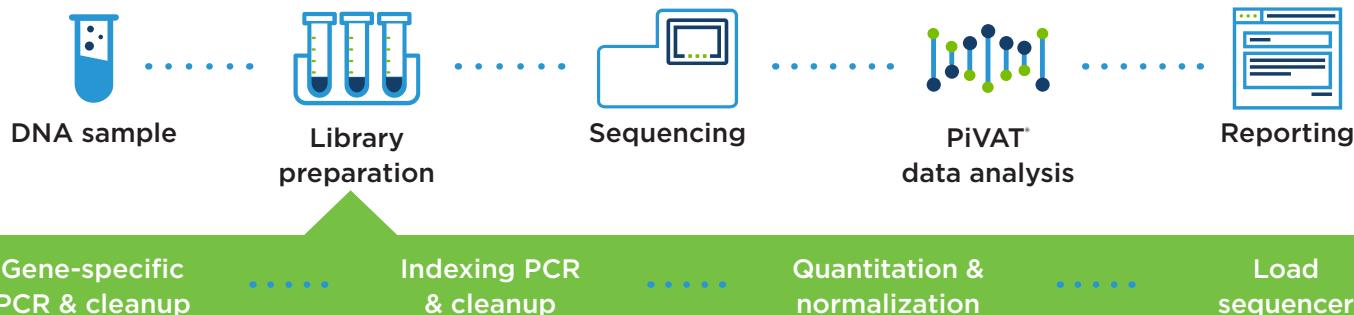 DNA sample
Library
preparation
Sequencing
PiVAT®
data analysis
Reporting
Gene-specific
PCR & cleanup
Indexing PCR
& cleanup
Quantitation &
normalization
Load
sequencer